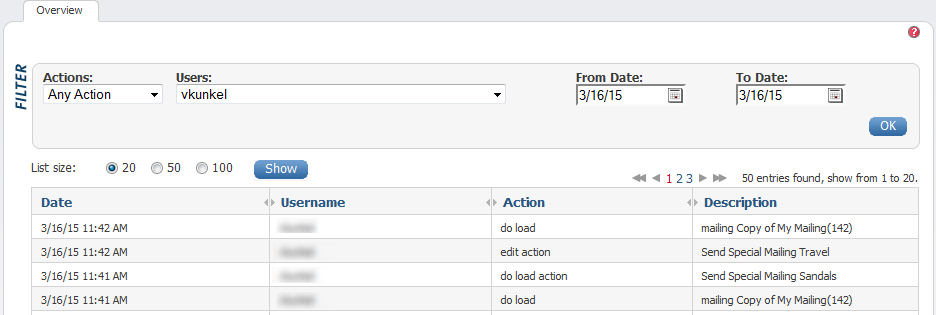 Overview
?
FILTER
Actions: Users: From Date: To Date:
Any Action vkunkel 3/16/15 3/16/15
OK
List size: 20 50 100 Show
1 2 3 50 entries found, show from 1 to 20.
Date Username Action Description
3/16/15 11:42 AM do load mailing Copy of My Mailing(142)
3/16/15 11:42 AM edit action Send Special Mailing Travel
3/16/15 11:41 AM do load action Send Special Mailing Sandals
3/16/15 11:41 AM do load mailing Copy of My Mailing(142)